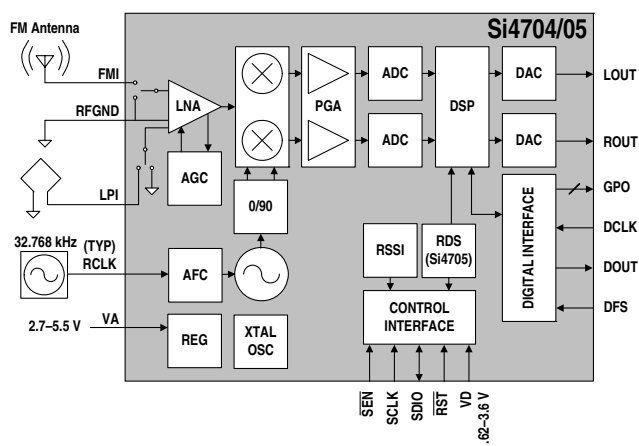 Si4704/05
FM Antenna
FMI
RFGND
LPI
LNA
AGC
0/90
PGA
ADC
ADC
DSP
DAC
DAC
LOUT
ROUT
GPO
DCLK
DOUT
DFS
DIGITAL INTERFACE
32.768 kHz (TYP)
RCLK
AFC
RSSI
RDS
(Si4705)
CONTROL
INTERFACE
2.7–5.5 V
VA
REG
XTAL
OSC
SEN
SCLK
SDIO
RST
VD
.62–3.6 V